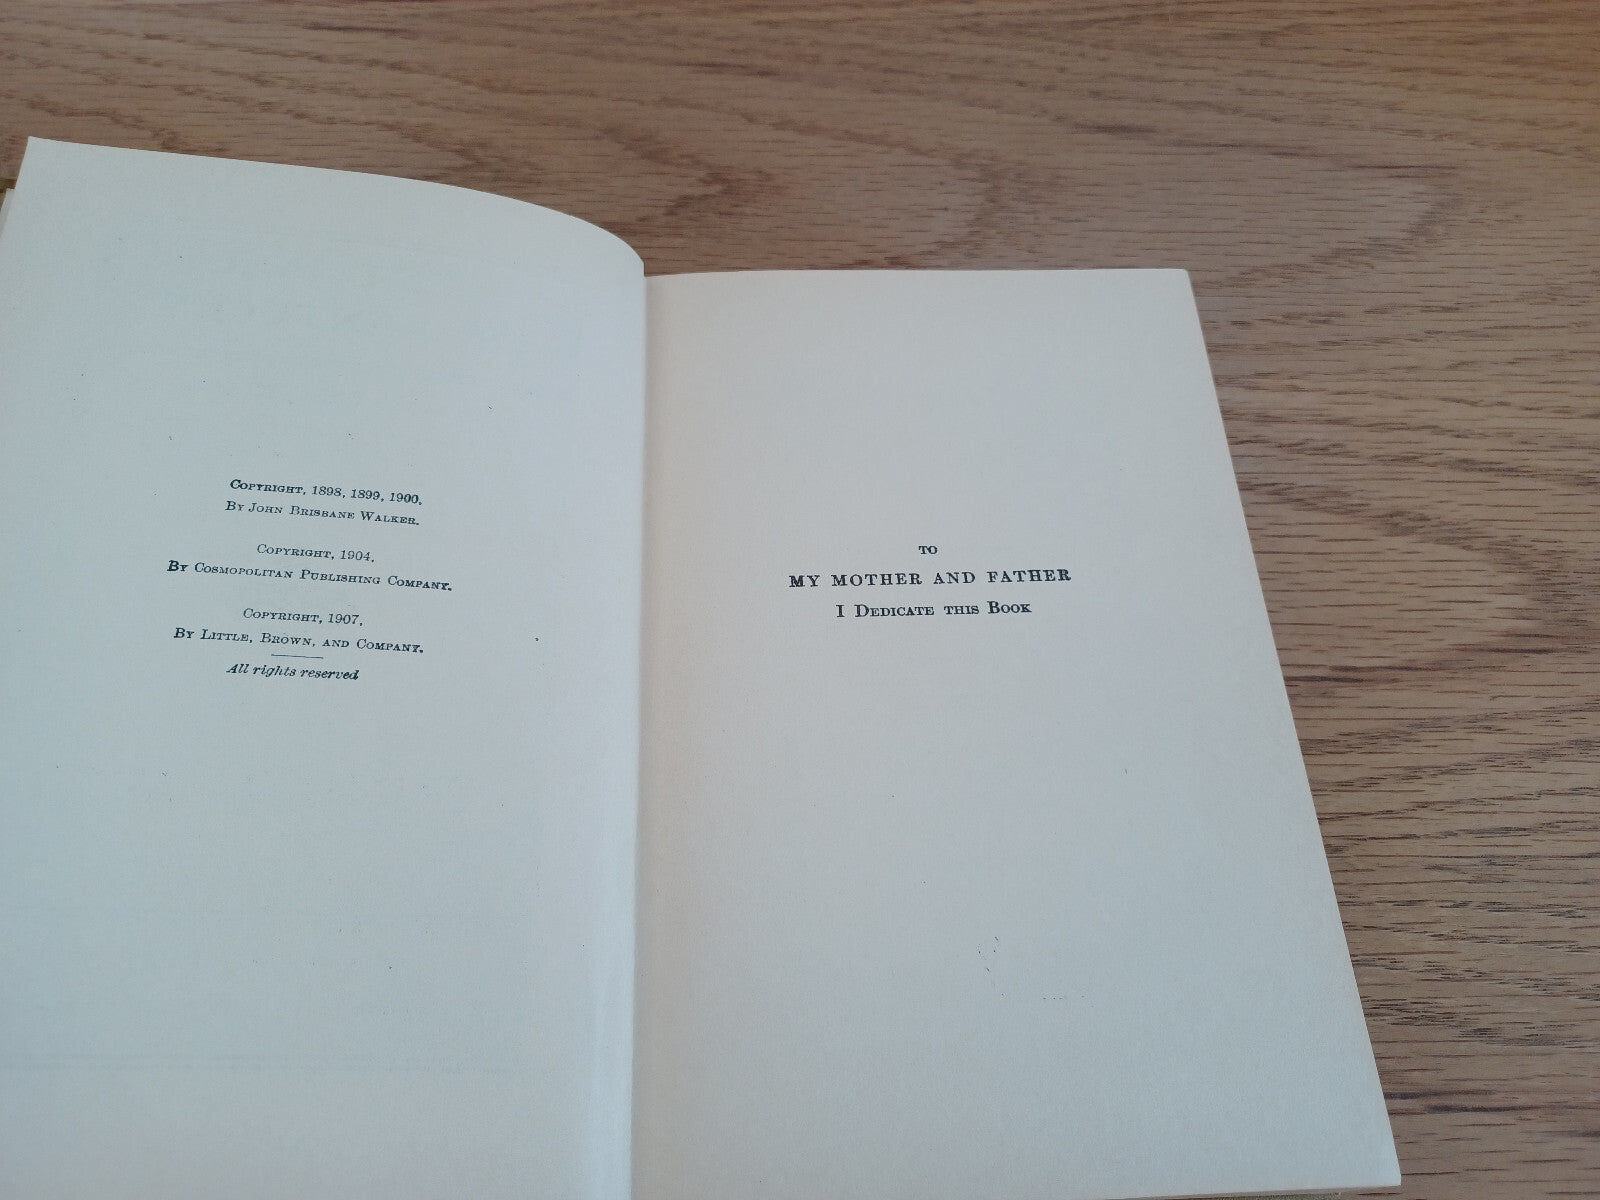 Copyright, 1898, 1899, 1900,
By John Brisbane Walker.
Copyright, 1904,
By Cosmopolitan Publishing Company.
Copyright, 1907,
By Little, Brown, and Company.
All rights reserved
TO
MY MOTHER AND FATHER
I Dedicate this Book